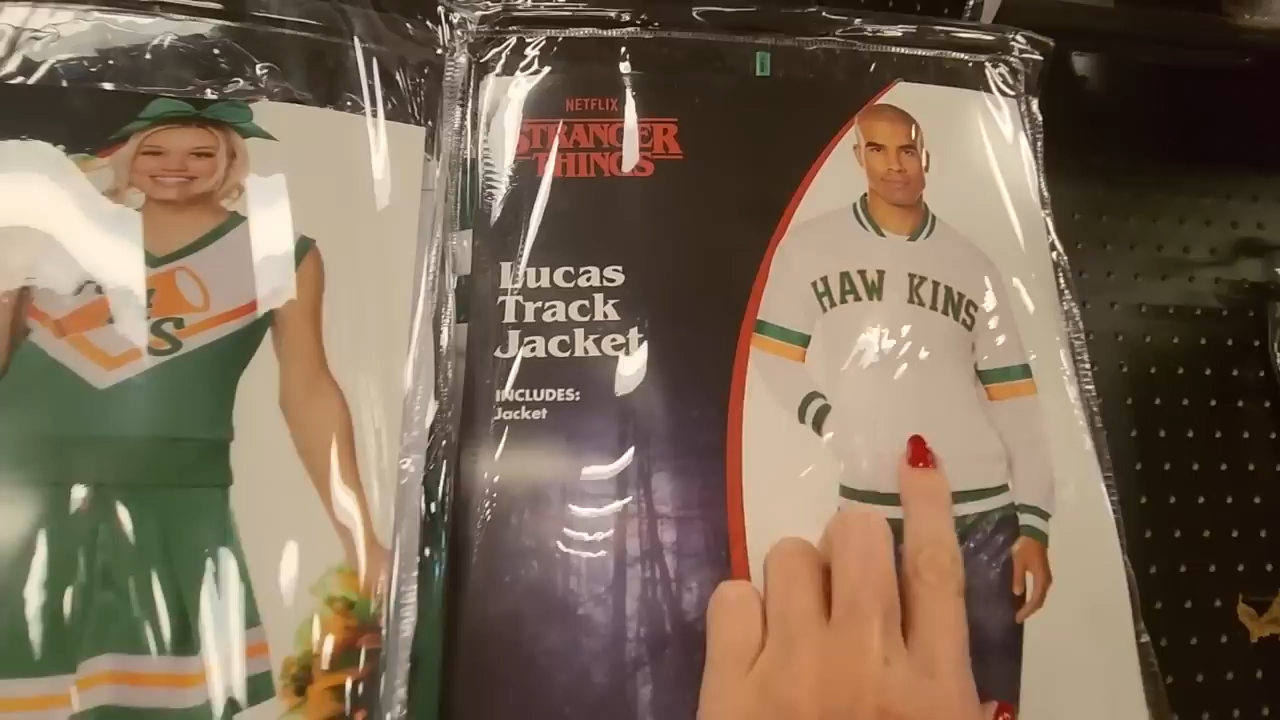 NETFLIX
STRANGER
THINGS
Lucas
Track
Jacket
INCLUDES:
Jacket
HAW KINS
S